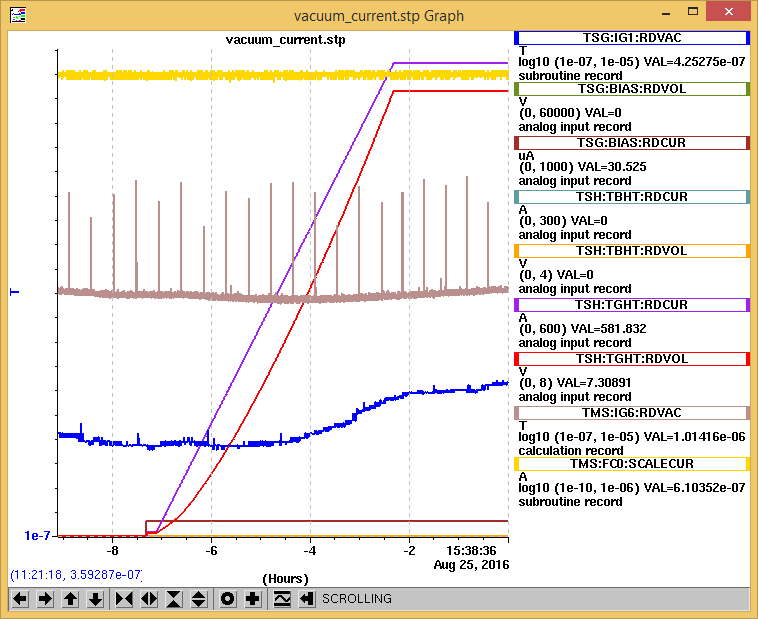 vacuum_current.stp Graph
vacuum_current.stp
TSG:IG1:RDVAC
T
log10 (1e-07, 1e-05) VAL=4.25275e-07
subroutine record
TSG:BIAS:RDVOL
V
(0, 60000) VAL=0
analog input record
TSG:BIAS:RDCUR
uA
(0, 1000) VAL=30.525
analog input record
TSH:TBHT:RDCUR
A
(0, 300) VAL=0
analog input record
TSH:TBHT:RDVOL
V
(0, 4) VAL=0
analog input record
TSH:TGHT:RDCUR
A
(0, 600) VAL=581.832
analog input record
TSH:TGHT:RDVOL
V
(0, 8) VAL=7.30891
analog input record
TMS:IG6:RDVAC
T
log10 (1e-07, 1e-05) VAL=1.01416e-06
calculation record
TMS:FC0:SCALECUR
A
log10 (1e-10, 1e-06) VAL=6.10352e-07
subroutine record
T
1e-7
-8 -6 -4 -2 15:38:36
Aug 25, 2016
(Hours)
(11:21:18, 3.59287e-07)
SCROLLING